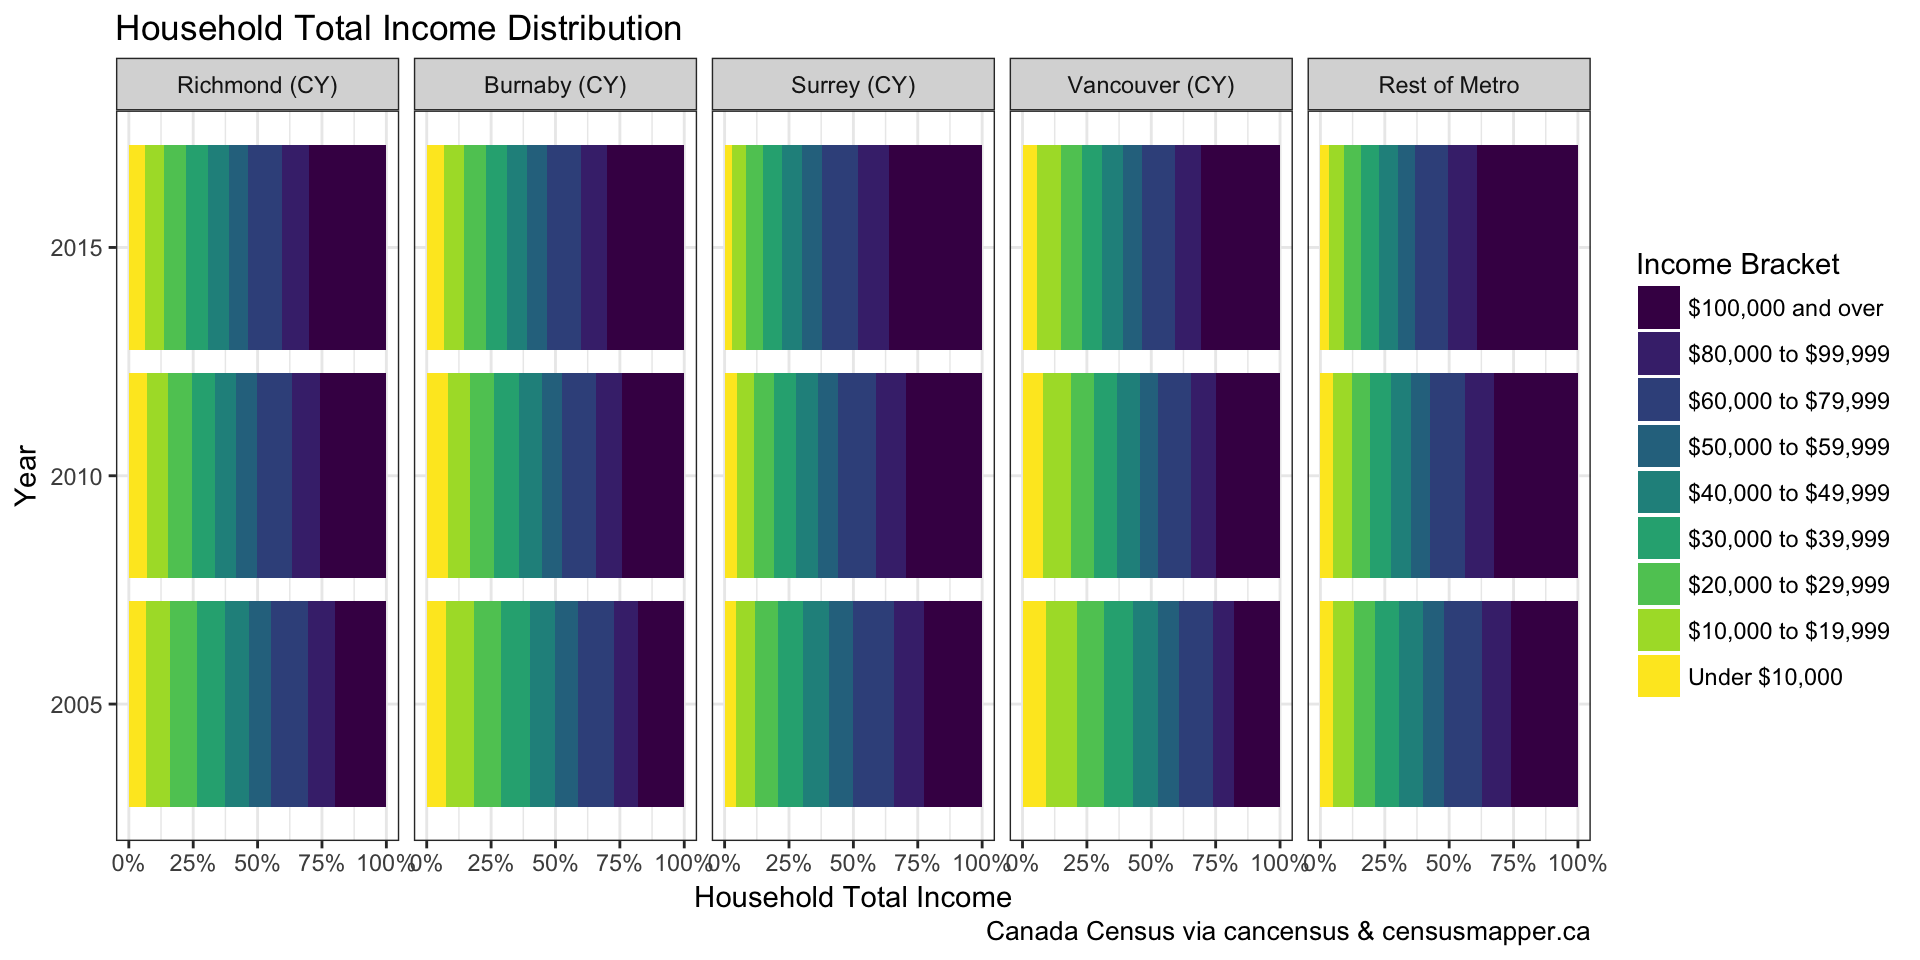 Household Total Income Distribution
Richmond (CY) Burnaby (CY) Surrey (CY) Vancouver (CY) Rest of Metro
2015
2010
2005
Year
0% 25% 50% 75% 100% 0% 25% 50% 75% 100% 0% 25% 50% 75% 100% 0% 25% 50% 75% 100% 0% 25% 50% 75% 100%
Household Total Income
Canada Census via cancensus & censusmapper.ca
Income Bracket
$100,000 and over
$80,000 to $99,999
$60,000 to $79,999
$50,000 to $59,999
$40,000 to $49,999
$30,000 to $39,999
$20,000 to $29,999
$10,000 to $19,999
Under $10,000